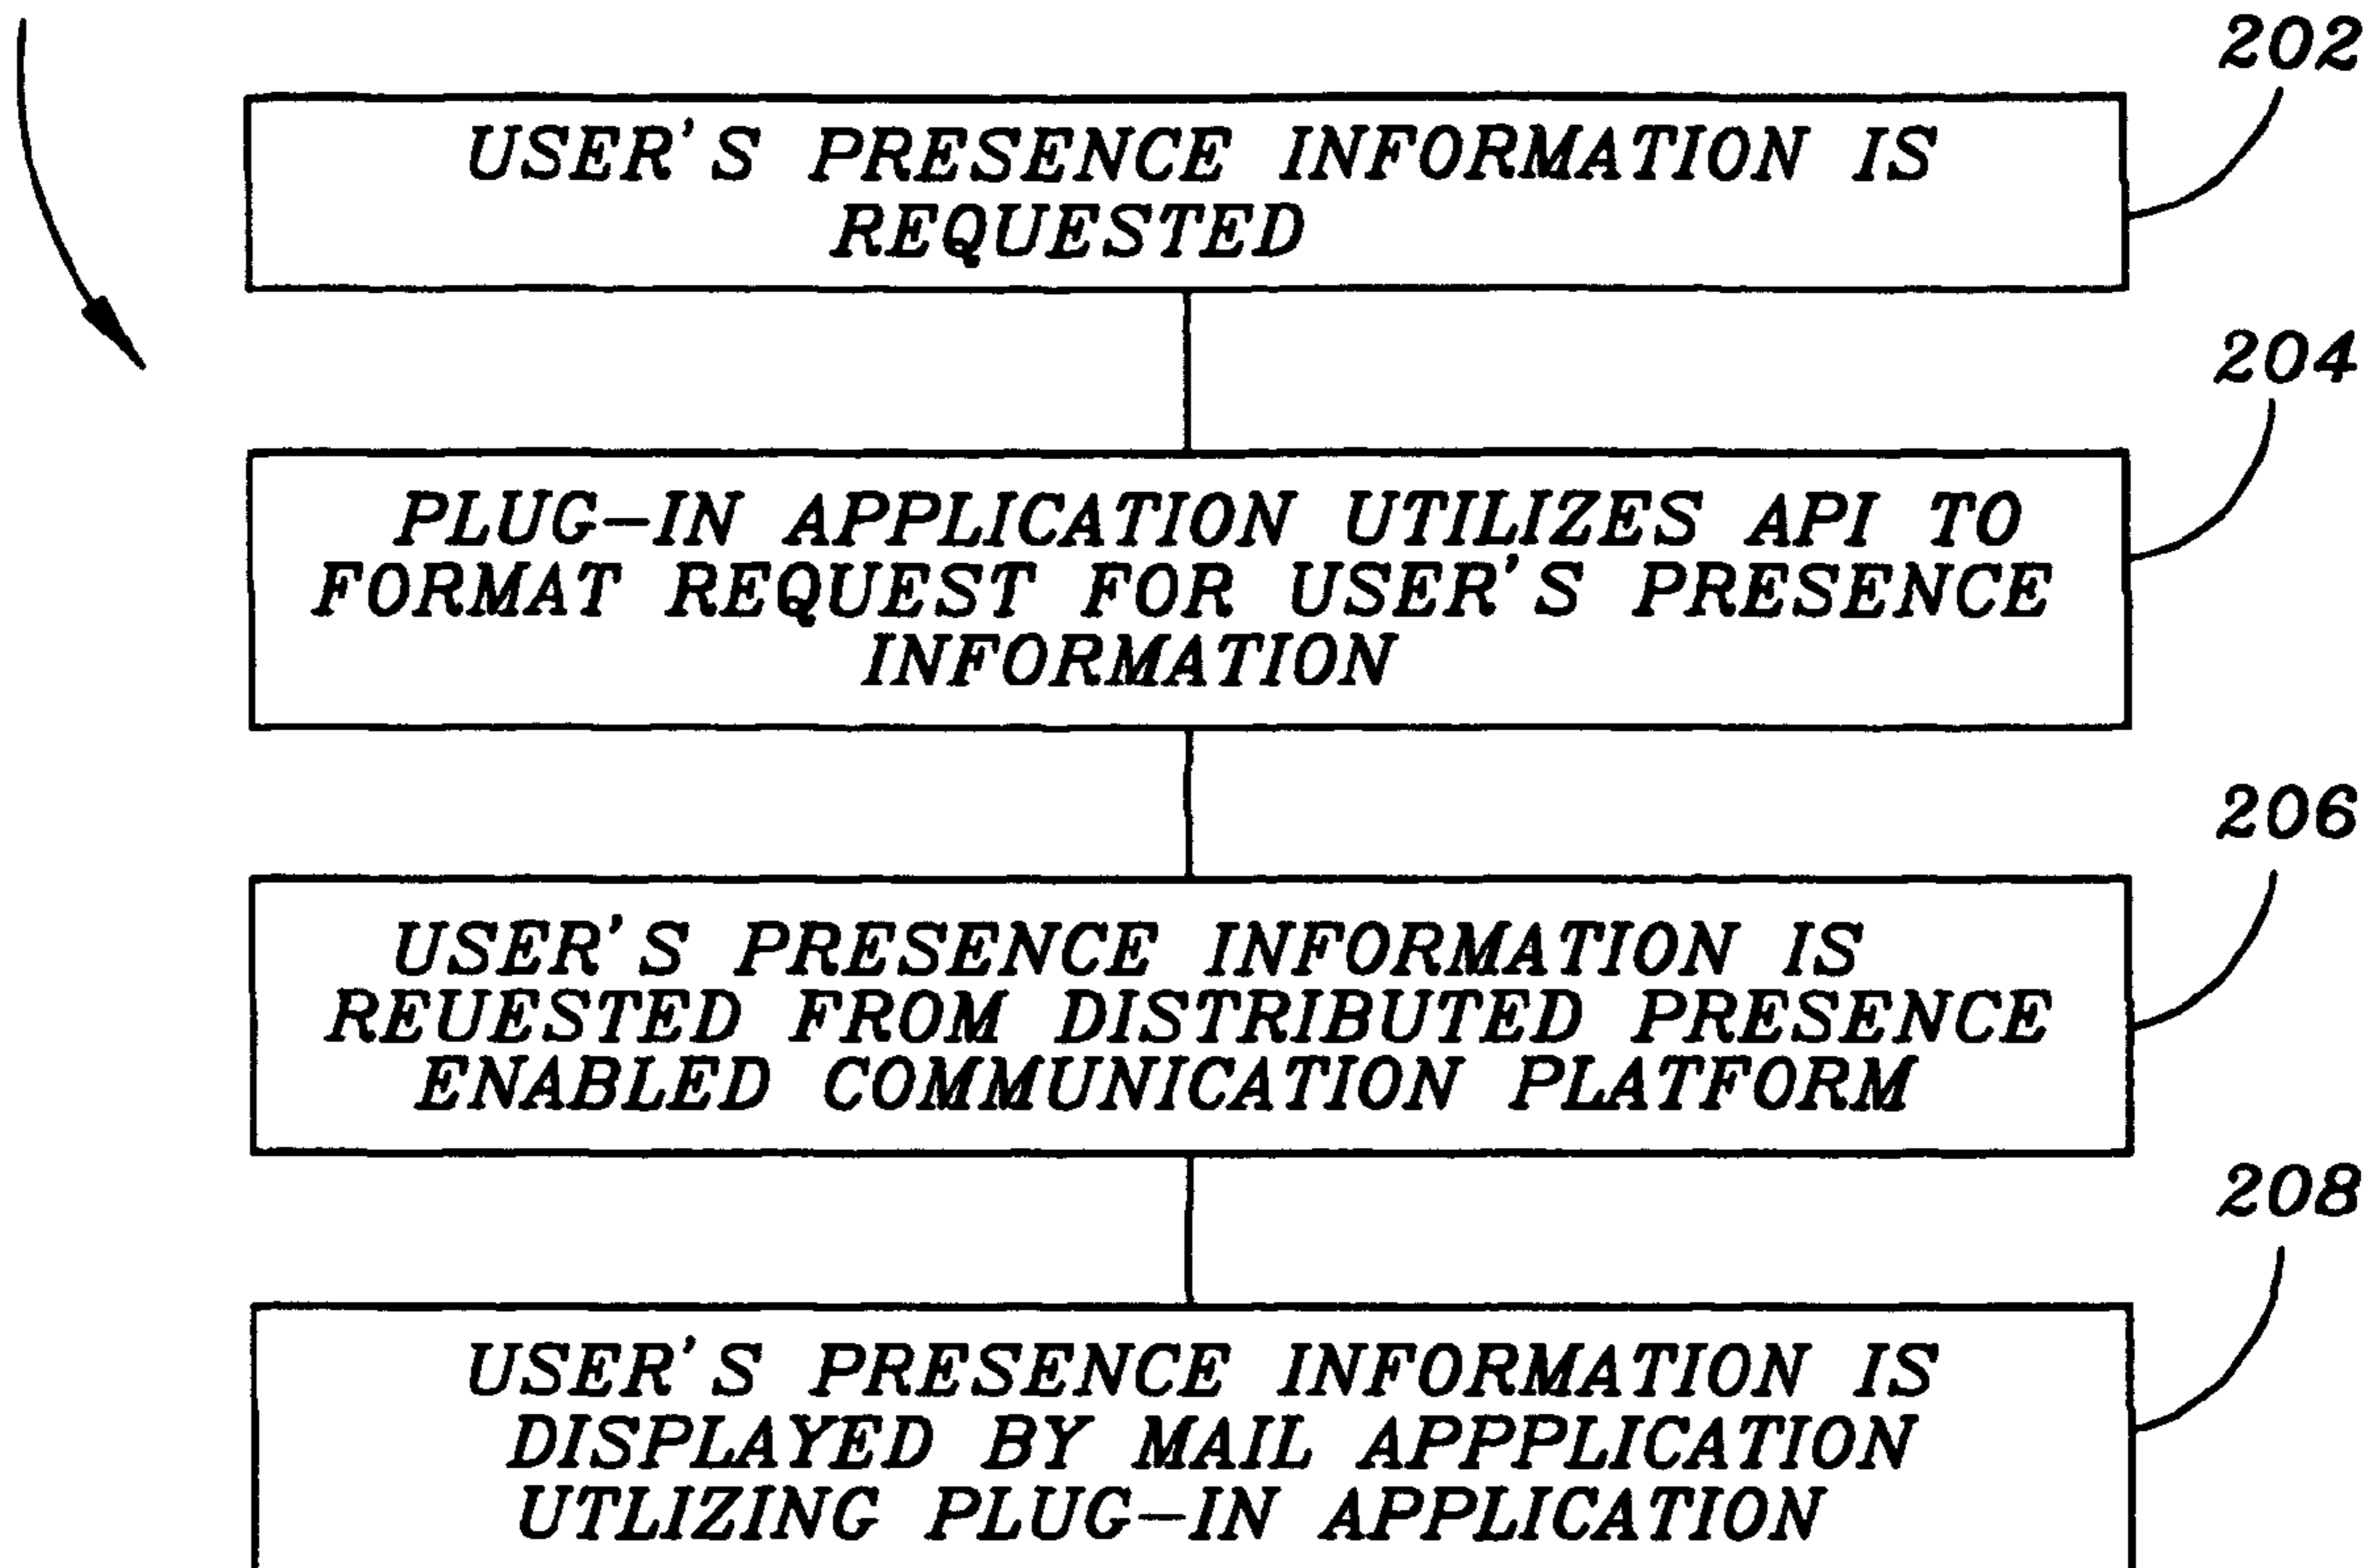 202
USER'S PRESENCE INFORMATION IS
REQUESTED
204
PLUG-IN APPLICATION UTILIZES API TO
FORMAT REQUEST FOR USER'S PRESENCE
INFORMATION
206
USER'S PRESENCE INFORMATION IS
REUESTED FROM DISTRIBUTED PRESENCE
ENABLED COMMUNICATION PLATFORM
208
USER'S PRESENCE INFORMATION IS
DISPLAYED BY MAIL APPPLICATION
UTLIZING PLUG-IN APPLICATION